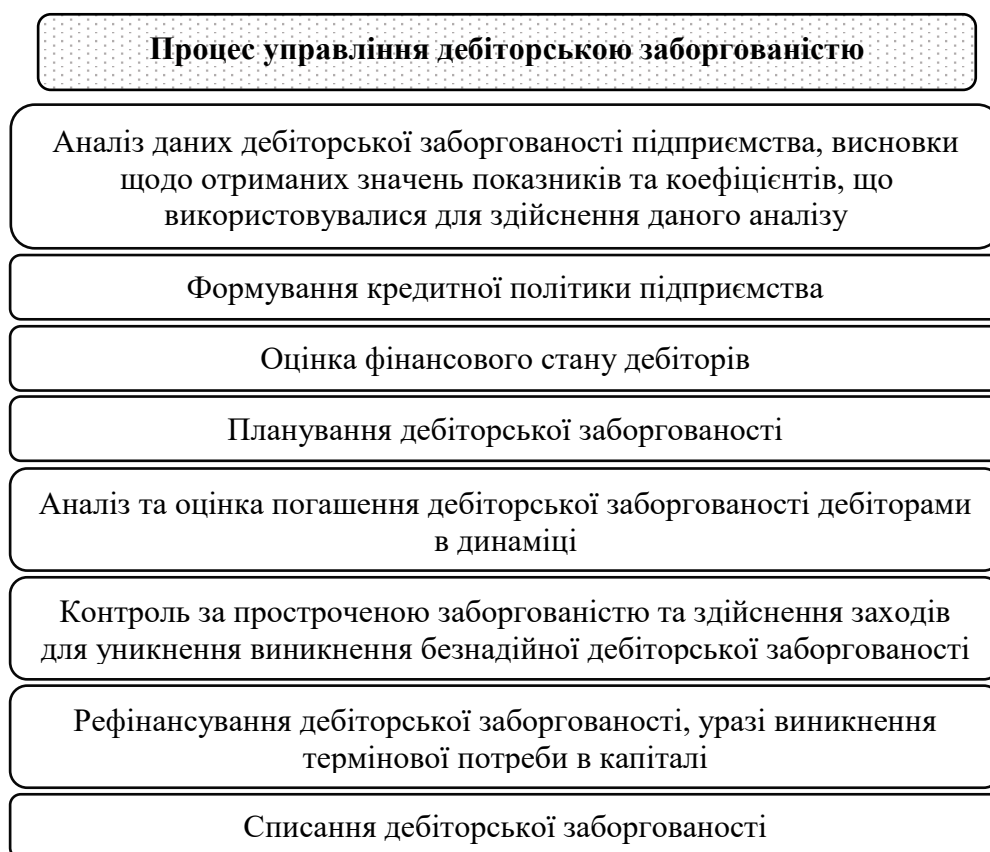 Процес управління дебіторською заборгованістю
Аналіз даних дебіторської заборгованості підприємства, висновки
щодо отриманих значень показників та коефіцієнтів, що
використовувалися для здійснення даного аналізу
Формування кредитної політики підприємства
Оцінка фінансового стану дебіторів
Планування дебіторської заборгованості
Аналіз та оцінка погашення дебіторської заборгованості дебіторами
в динаміці
Контроль за простроченою заборгованістю та здійснення заходів
для уникнення виникнення безнадійної дебіторської заборгованості
Рефінансування дебіторської заборгованості, уразі виникнення
термінової потреби в капіталі
Списання дебіторської заборгованості